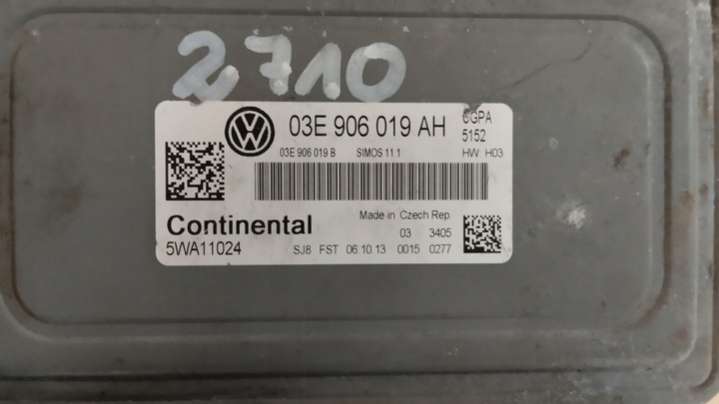 2710
03E 906 019 AH
CGPA
5152
03E 906 019 B SIMOS 11 1 HW H03
Made in Czech Rep.
Continental
03 3405
5WA11024
SJ8 FST 06.10.13 0015 0277